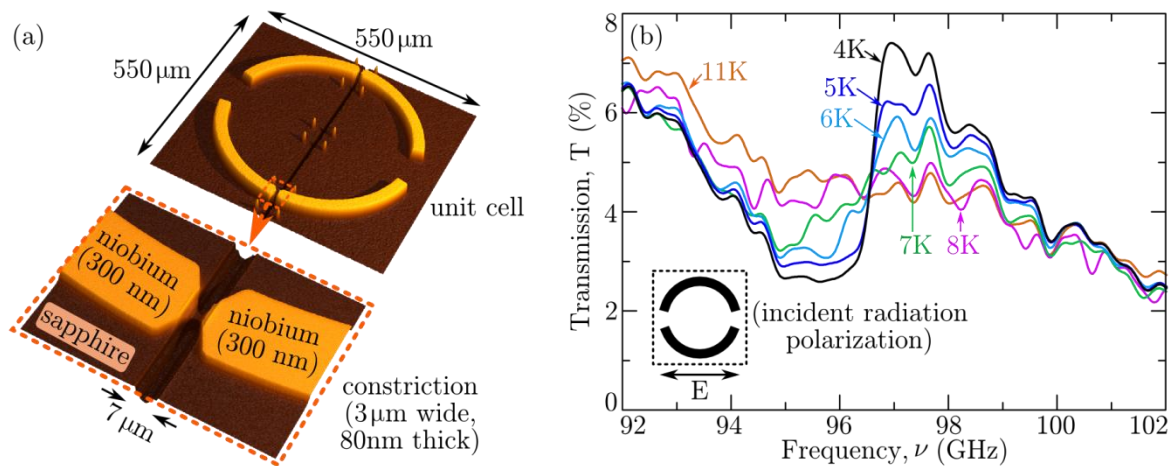 (a)
550 μm
550 μm
unit cell
niobium
(300 nm)
niobium
(300 nm)
sapphire
7 μm
constriction
(3 μm wide,
80nm thick)
(b)
Transmission, T (%)
8
6
4
2
0
11K
4K
5K
6K
7K
8K
(incident radiation
polarization)
E
92 94 96 98 100 102
Frequency, ν (GHz)